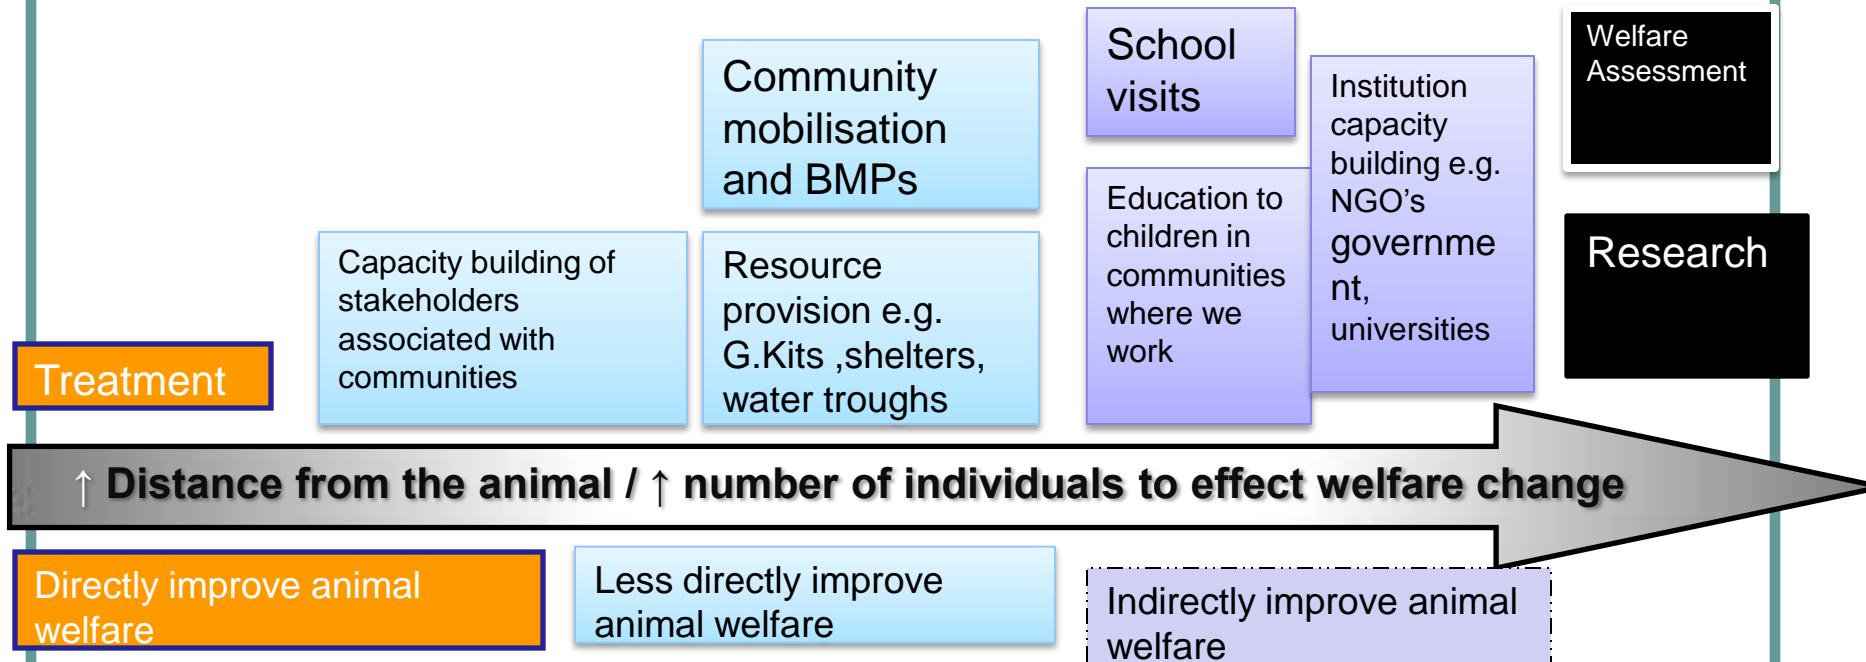 School
visits
Welfare
Assessment
Community
mobilisation
and BMPs
Institution
capacity
building e.g.
NGO’s
governme
nt,
universities
Education to
children in
communities
where we
work
Research
Capacity building of
stakeholders
associated with
communities
Resource
provision e.g.
G.Kits ,shelters,
water troughs
Treatment
↑ Distance from the animal / ↑ number of individuals to effect welfare change
Directly improve animal
welfare
Less directly improve
animal welfare
Indirectly improve animal
welfare